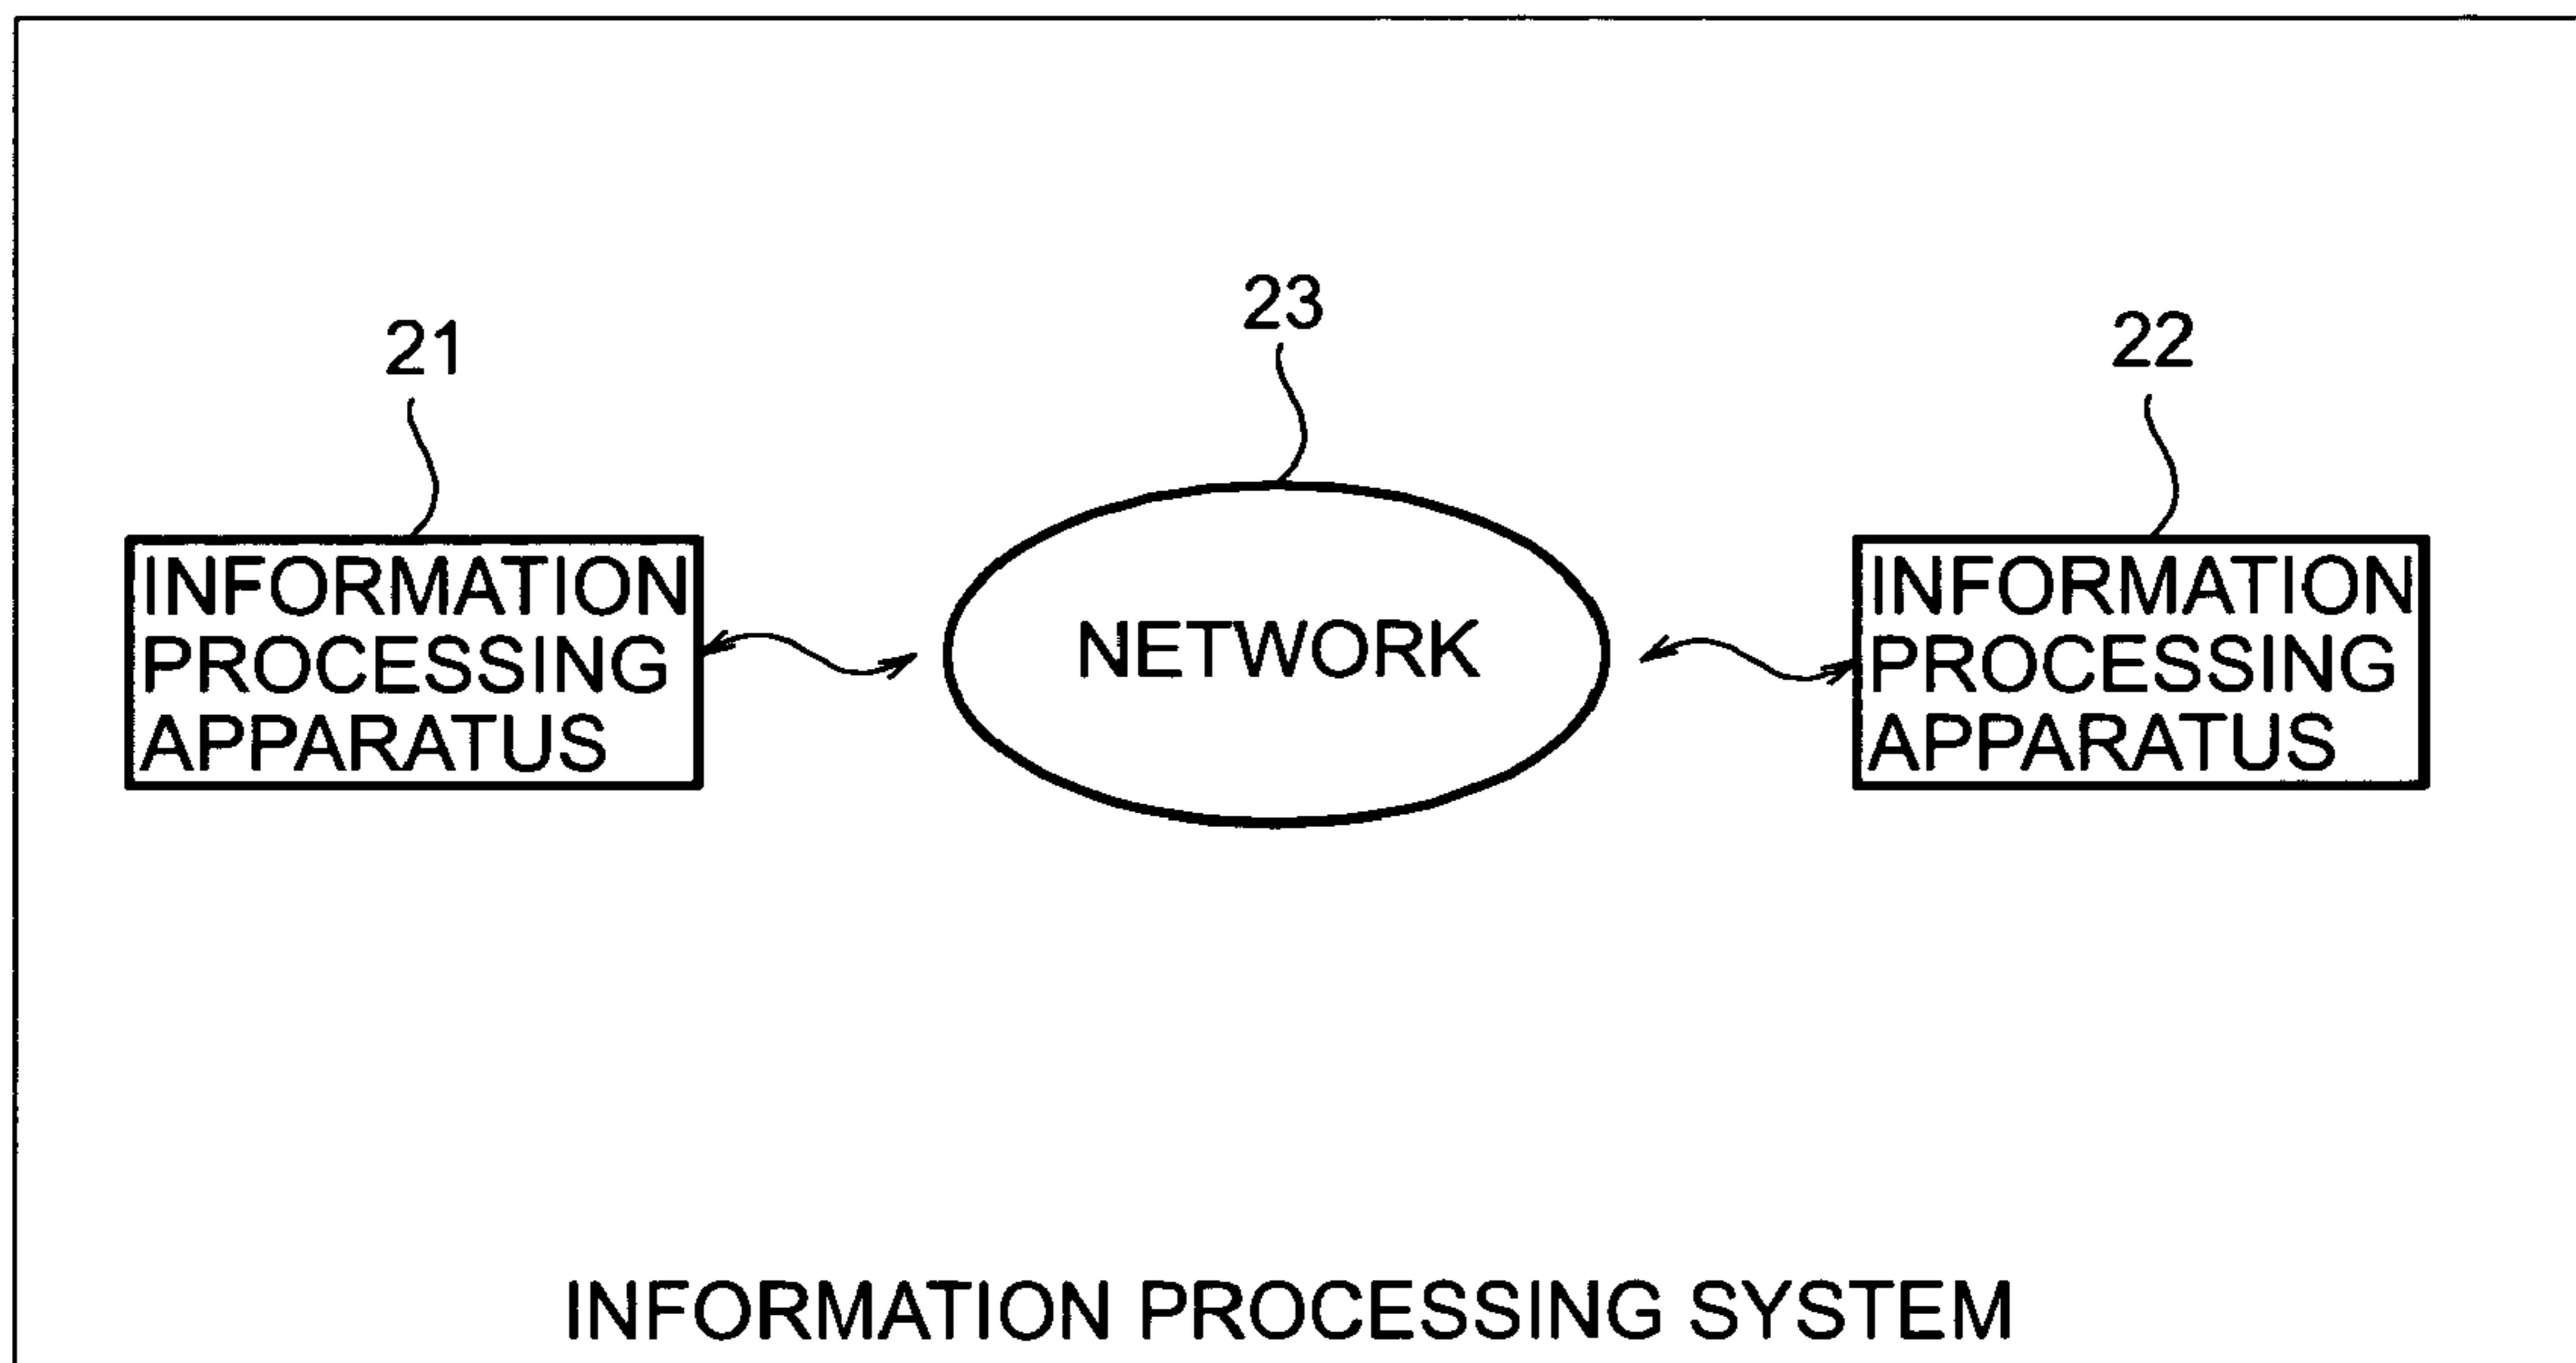 23
21
22
INFORMATION
PROCESSING
APPARATUS
NETWORK
INFORMATION
PROCESSING
APPARATUS
INFORMATION PROCESSING SYSTEM